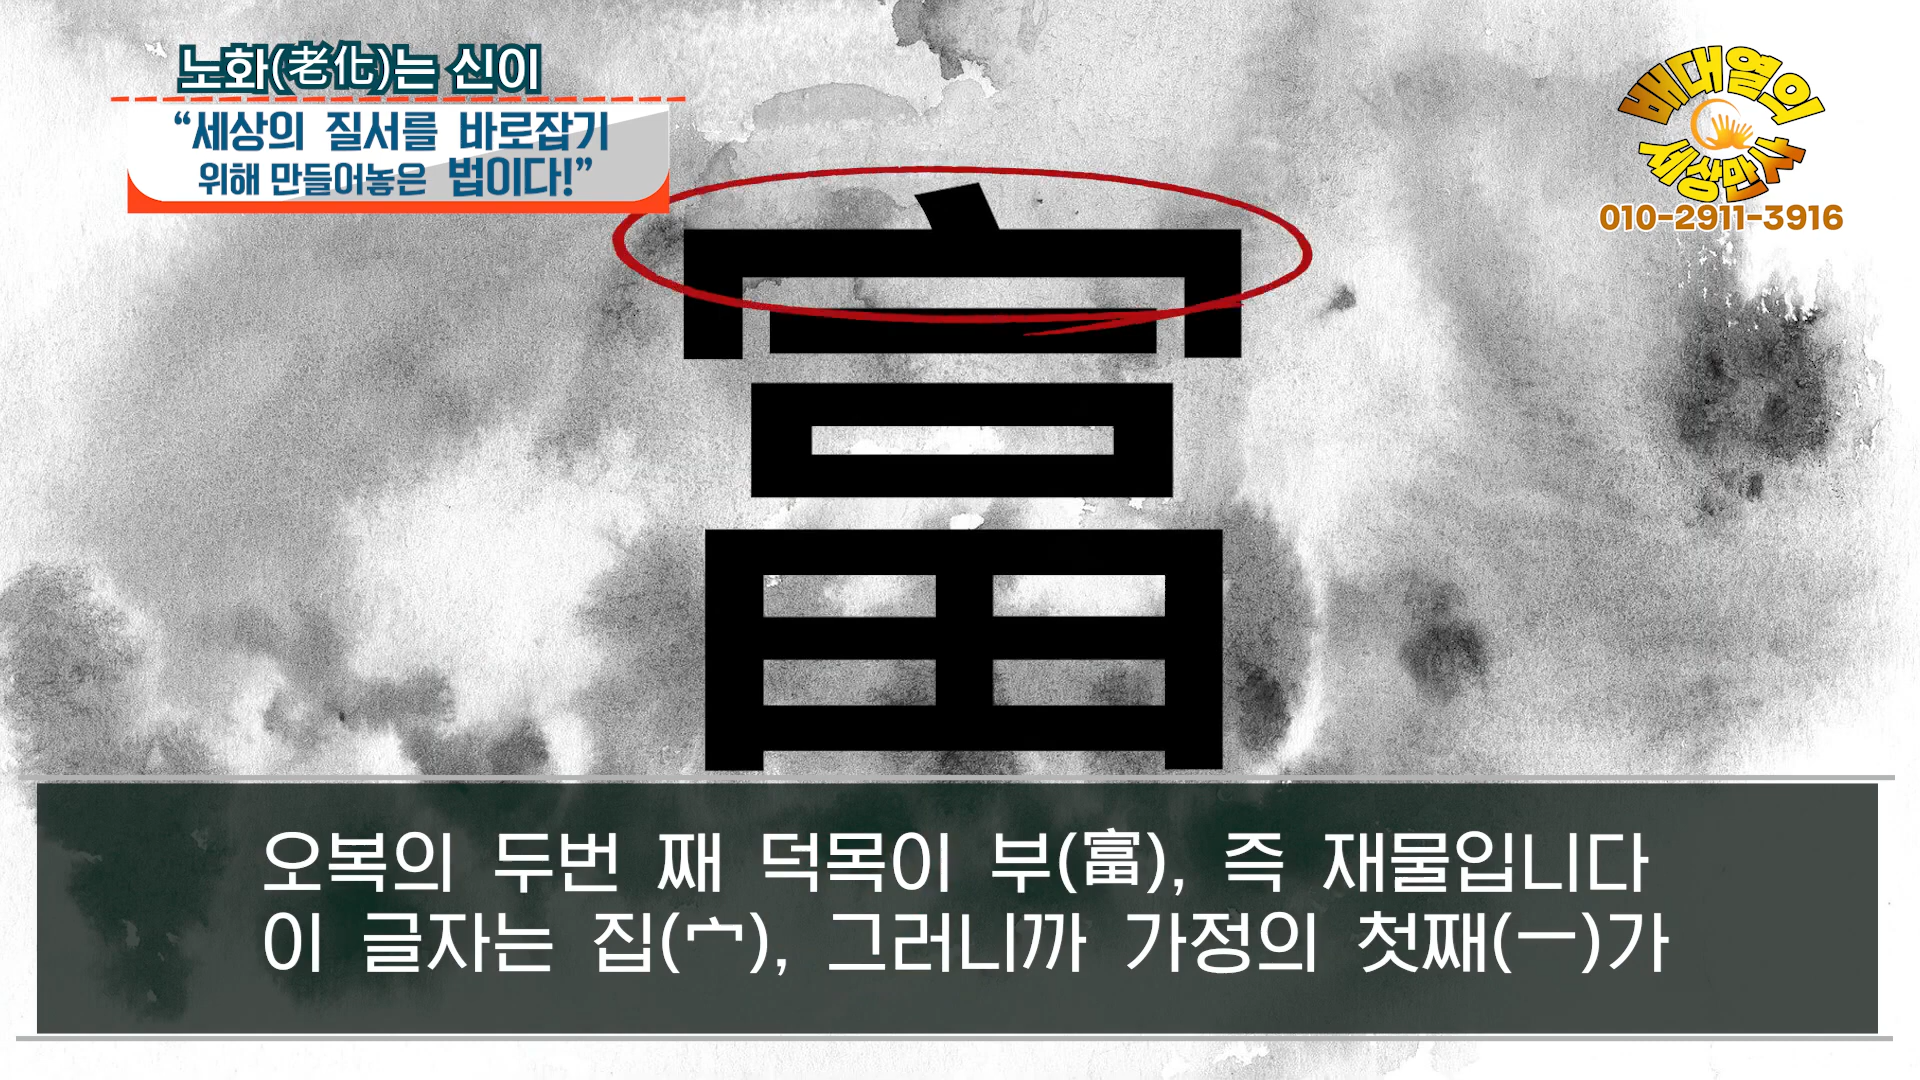 노화(老化)는 신이
“세상의 질서를 바로잡기
위해 만들어놓은 법이다!”
배대열의
세상만사
010-2911-3916
富
오복의 두번 째 덕목이 부(富), 즉 재물입니다
이 글자는 집(宀), 그러니까 가정의 첫째(一)가